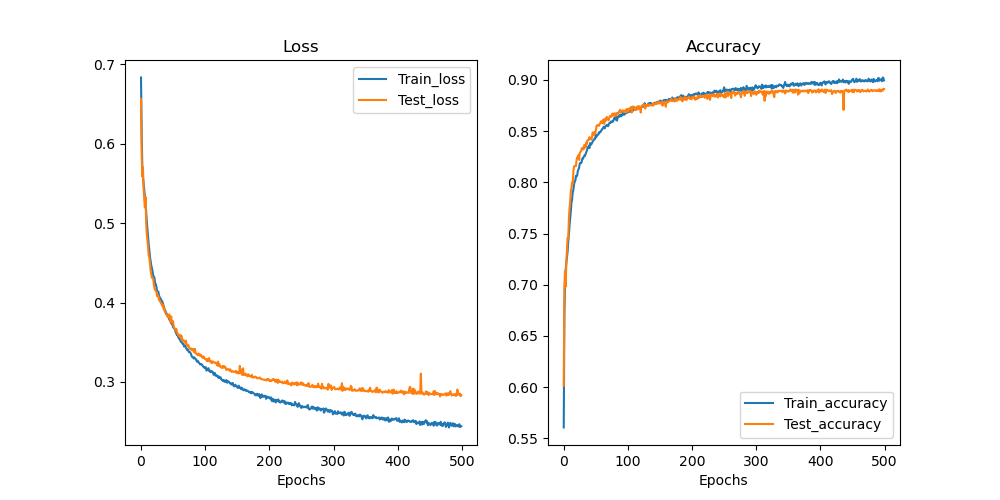 Loss
0.7
0.6
0.5
0.4
0.3
0 100 200 300 400 500
Epochs
Train_loss
Test_loss
Accuracy
0.90
0.85
0.80
0.75
0.70
0.65
0.60
0.55
0 100 200 300 400 500
Epochs
Train_accuracy
Test_accuracy